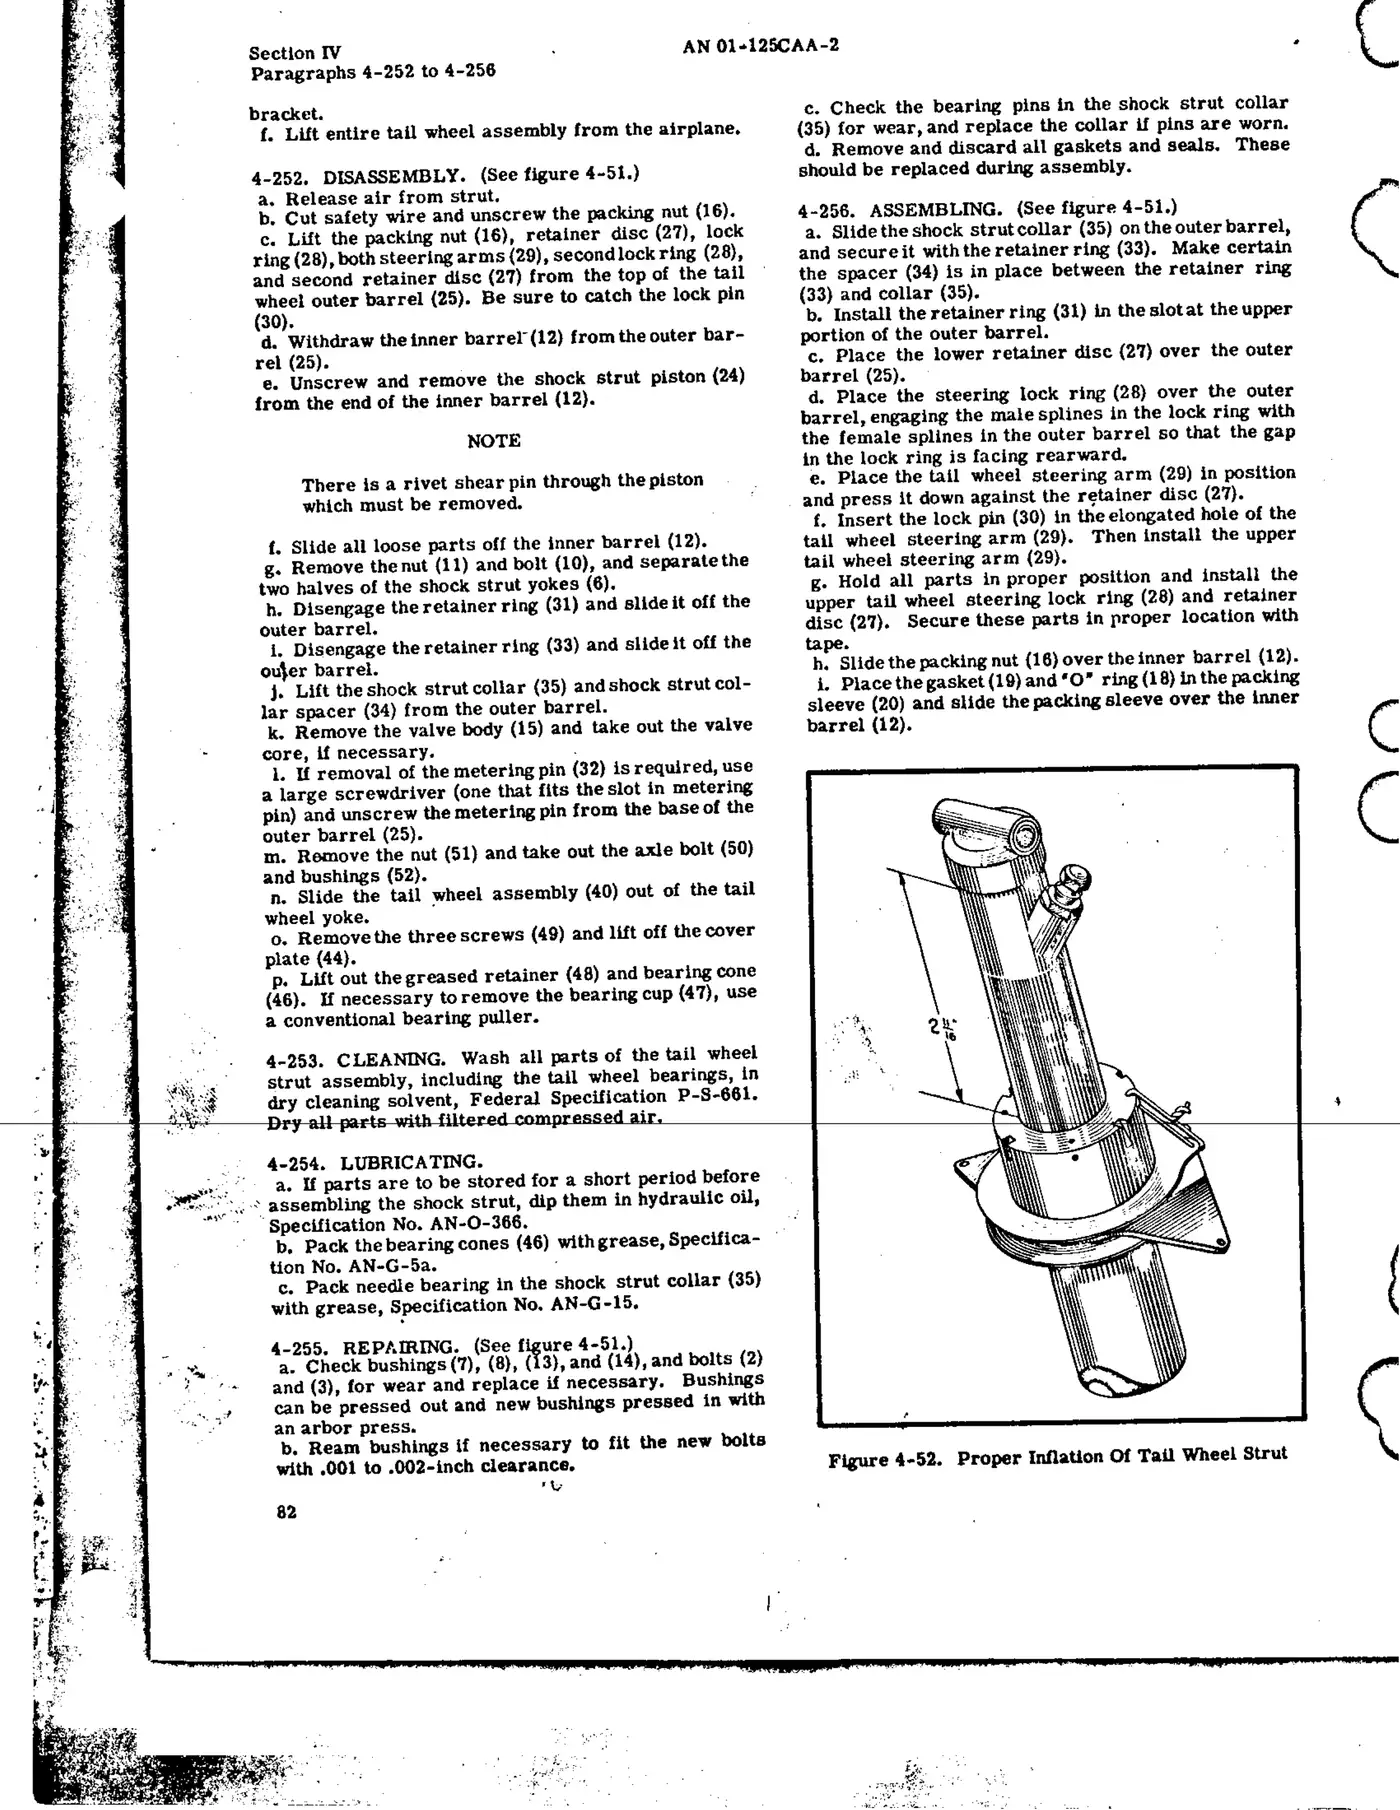 Section IV
Paragraphs 4-252 to 4-256
AN 01-125CAA-2
bracket.
f. Lift entire tail wheel assembly from the airplane.
4-252. DISASSEMBLY. (See figure 4-51.)
a. Release air from strut.
b. Cut safety wire and unscrew the packing nut (16).
c. Lift the packing nut (16), retainer disc (27), lock
ring (28), both steering arms (29), second lock ring (28),
and second retainer disc (27) from the top of the tail
wheel outer barrel (25). Be sure to catch the lock pin
(30).
d. Withdraw the inner barrel (12) from the outer bar-
rel (25).
e. Unscrew and remove the shock strut piston (24)
from the end of the inner barrel (12).
NOTE
There is a rivet shear pin through the piston
which must be removed.
f. Slide all loose parts off the inner barrel (12).
g. Remove the nut (11) and bolt (10), and separate the
two halves of the shock strut yokes (6).
h. Disengage the retainer ring (31) and slide it off the
outer barrel.
i. Disengage the retainer ring (33) and slide it off the
outer barrel.
j. Lift the shock strut collar (35) and shock strut col-
lar spacer (34) from the outer barrel.
k. Remove the valve body (15) and take out the valve
core, if necessary.
l. If removal of the metering pin (32) is required, use
a large screwdriver (one that fits the slot in metering
pin) and unscrew the metering pin from the base of the
outer barrel (25).
m. Remove the nut (51) and take out the axle bolt (50)
and bushings (52).
n. Slide the tail wheel assembly (40) out of the tail
wheel yoke.
o. Remove the three screws (49) and lift off the cover
plate (44).
p. Lift out the greased retainer (48) and bearing cone
(46). If necessary to remove the bearing cup (47), use
a conventional bearing puller.
4-253. CLEANING. Wash all parts of the tail wheel
strut assembly, including the tail wheel bearings, in
dry cleaning solvent, Federal Specification P-S-661.
Dry all parts with filtered compressed air.
4-254. LUBRICATING.
a. If parts are to be stored for a short period before
assembling the shock strut, dip them in hydraulic oil,
Specification No. AN-O-366.
b. Pack the bearing cones (46) with grease, Specifica-
tion No. AN-G-5a.
c. Pack needle bearing in the shock strut collar (35)
with grease, Specification No. AN-G-15.
4-255. REPAIRING. (See figure 4-51.)
a. Check bushings (7), (8), (13), and (14), and bolts (2)
and (3), for wear and replace if necessary. Bushings
can be pressed out and new bushings pressed in with
an arbor press.
b. Ream bushings if necessary to fit the new bolts
with .001 to .002-inch clearance.
82
c. Check the bearing pins in the shock strut collar
(35) for wear, and replace the collar if pins are worn.
d. Remove and discard all gaskets and seals. These
should be replaced during assembly.
4-256. ASSEMBLING. (See figure 4-51.)
a. Slide the shock strut collar (35) on the outer barrel,
and secure it with the retainer ring (33). Make certain
the spacer (34) is in place between the retainer ring
(33) and collar (35).
b. Install the retainer ring (31) in the slot at the upper
portion of the outer barrel.
c. Place the lower retainer disc (27) over the outer
barrel (25).
d. Place the steering lock ring (28) over the outer
barrel, engaging the male splines in the lock ring with
the female splines in the outer barrel so that the gap
in the lock ring is facing rearward.
e. Place the tail wheel steering arm (29) in position
and press it down against the retainer disc (27).
f. Insert the lock pin (30) in the elongated hole of the
tail wheel steering arm (29). Then install the upper
tail wheel steering arm (29).
g. Hold all parts in proper position and install the
upper tail wheel steering lock ring (28) and retainer
disc (27). Secure these parts in proper location with
tape.
h. Slide the packing nut (16) over the inner barrel (12).
i. Place the gasket (19) and "O" ring (18) in the packing
sleeve (20) and slide the packing sleeve over the inner
barrel (12).
2 11/16"
Figure 4-52. Proper Inflation Of Tail Wheel Strut